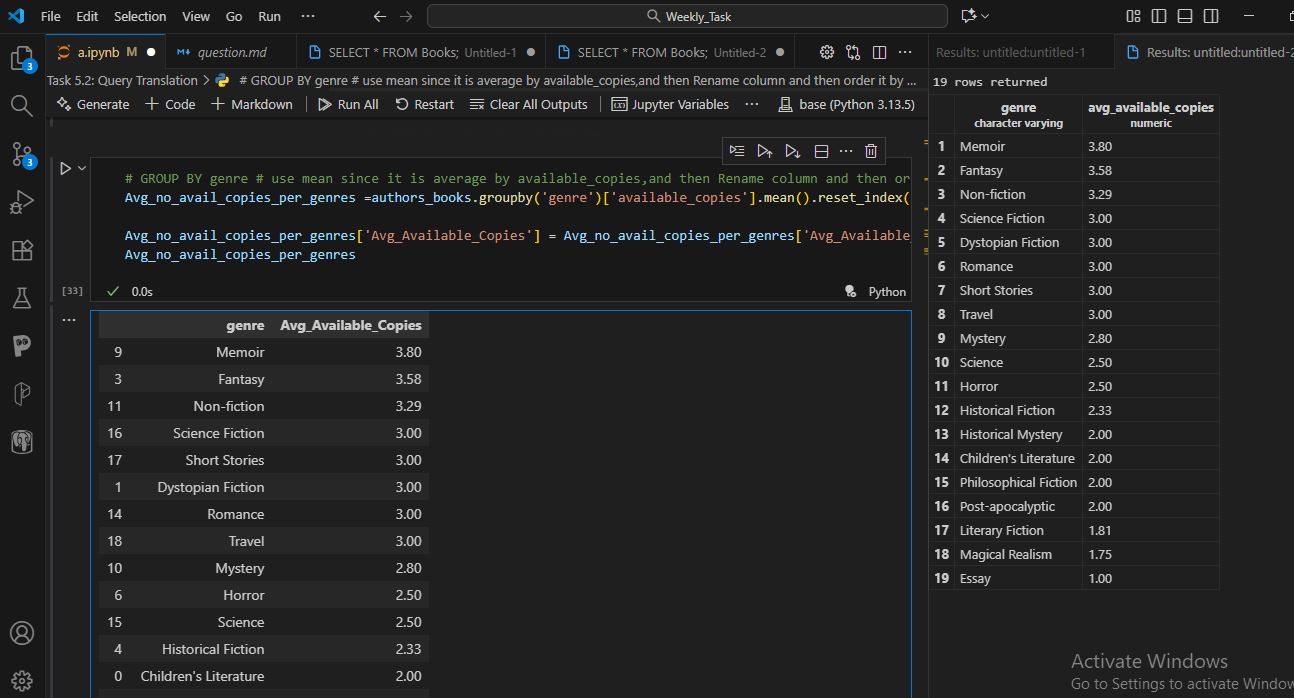 File Edit Selection View Go Run ··· Weekly_Task
a.ipynb M question.md SELECT * FROM Books; Untitled-1 SELECT * FROM Books; Untitled-2 ··· Results: untitled:untitled-1 Results: untitled:untitled-2
Task 5.2: Query Translation > # GROUP BY genre # use mean since it is average by available_copies,and then Rename column and then order it by ...
Generate + Code + Markdown Run All Restart Clear All Outputs Jupyter Variables ··· base (Python 3.13.5)
# GROUP BY genre # use mean since it is average by available_copies,and then Rename column and then or
Avg_no_avail_copies_per_genres =authors_books.groupby('genre')['available_copies'].mean().reset_index(
Avg_no_avail_copies_per_genres['Avg_Available_Copies'] = Avg_no_avail_copies_per_genres['Avg_Available_
Avg_no_avail_copies_per_genres
[33] 0.0s Python
genre Avg_Available_Copies
9 Memoir 3.80
3 Fantasy 3.58
11 Non-fiction 3.29
16 Science Fiction 3.00
17 Short Stories 3.00
1 Dystopian Fiction 3.00
14 Romance 3.00
18 Travel 3.00
10 Mystery 2.80
6 Horror 2.50
15 Science 2.50
4 Historical Fiction 2.33
0 Children's Literature 2.00
19 rows returned
genre avg_available_copies
character varying numeric
1 Memoir 3.80
2 Fantasy 3.58
3 Non-fiction 3.29
4 Science Fiction 3.00
5 Dystopian Fiction 3.00
6 Romance 3.00
7 Short Stories 3.00
8 Travel 3.00
9 Mystery 2.80
10 Science 2.50
11 Horror 2.50
12 Historical Fiction 2.33
13 Historical Mystery 2.00
14 Children's Literature 2.00
15 Philosophical Fiction 2.00
16 Post-apocalyptic 2.00
17 Literary Fiction 1.81
18 Magical Realism 1.75
19 Essay 1.00
3
3
Activate Windows
Go to Settings to activate Window